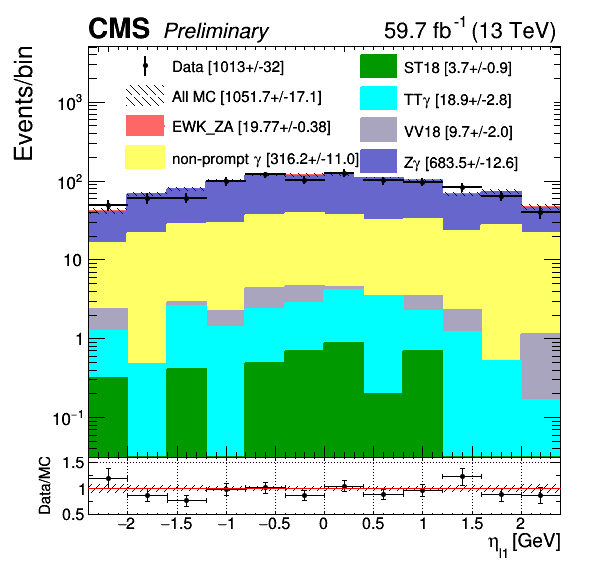 CMS Preliminary 59.7 fb⁻¹ (13 TeV)
Events/bin
Data [1013+/-32]
All MC [1051.7+/-17.1]
EWK_ZA [19.77+/-0.38]
non-prompt γ [316.2+/-11.0]
ST18 [3.7+/-0.9]
TTγ [18.9+/-2.8]
VV18 [9.7+/-2.0]
Zγ [683.5+/-12.6]
10³
10²
10
1
10⁻¹
Data/MC
1.5
1
0.5
−2 −1.5 −1 −0.5 0 0.5 1 1.5 2
η_l1 [GeV]